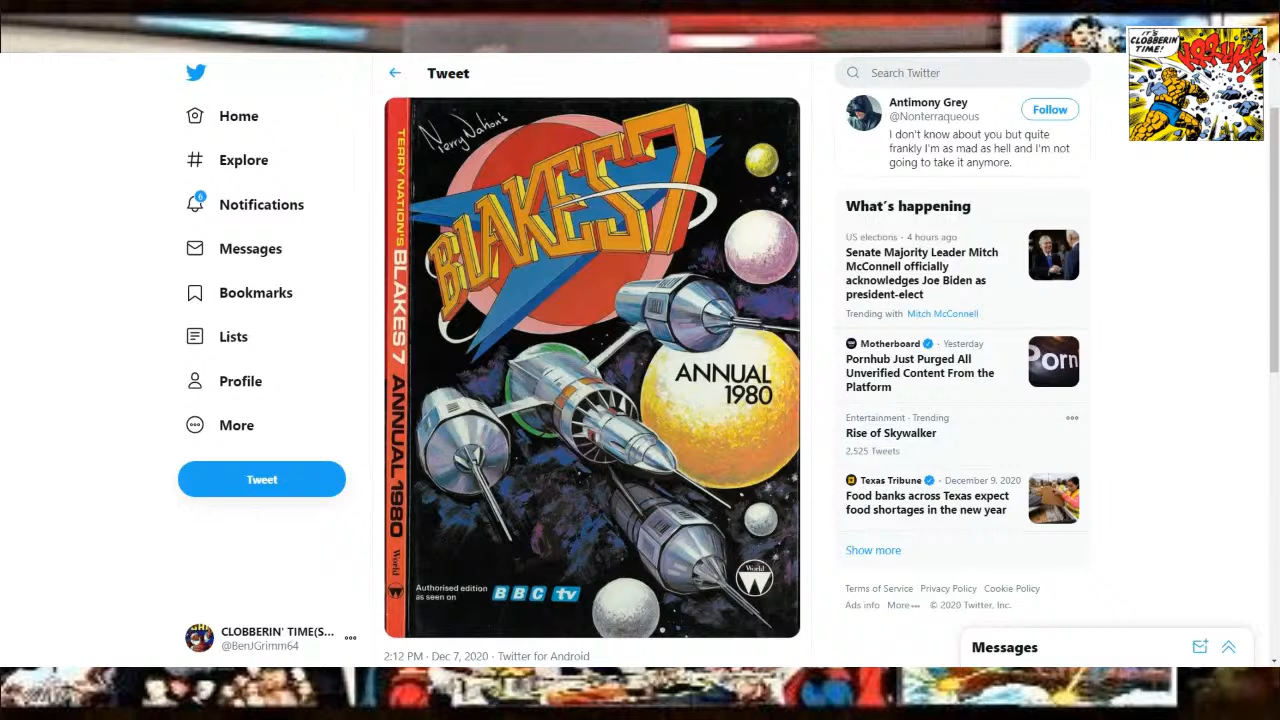 IT'S
CLOBBERIN'
TIME!
Home
Explore
6
Notifications
Messages
Bookmarks
Lists
Profile
More
Tweet
CLOBBERIN' TIME(S...
@BenJGrimm64
Tweet
TERRY NATION'S BLAKES 7 ANNUAL 1980 World
Terry Nation's
BLAKES 7
ANNUAL
1980
Authorised edition
as seen on
BBC tv
World
2:12 PM · Dec 7, 2020 · Twitter for Android
Search Twitter
Antimony Grey
@Nonterraqueous
Follow
I don't know about you but quite
frankly I'm as mad as hell and I'm not
going to take it anymore.
What's happening
US elections · 4 hours ago
Senate Majority Leader Mitch
McConnell officially
acknowledges Joe Biden as
president-elect
Trending with Mitch McConnell
Motherboard · Yesterday
Pornhub Just Purged All
Unverified Content From the
Platform
Porn
Entertainment · Trending
Rise of Skywalker
2,525 Tweets
Texas Tribune · December 9, 2020
Food banks across Texas expect
food shortages in the new year
Show more
Terms of Service Privacy Policy Cookie Policy
Ads info More ••• © 2020 Twitter, Inc.
Messages